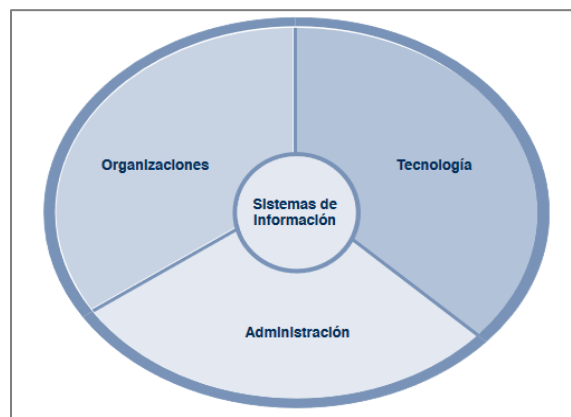 Organizaciones
Tecnología
Sistemas de
Información
Administración